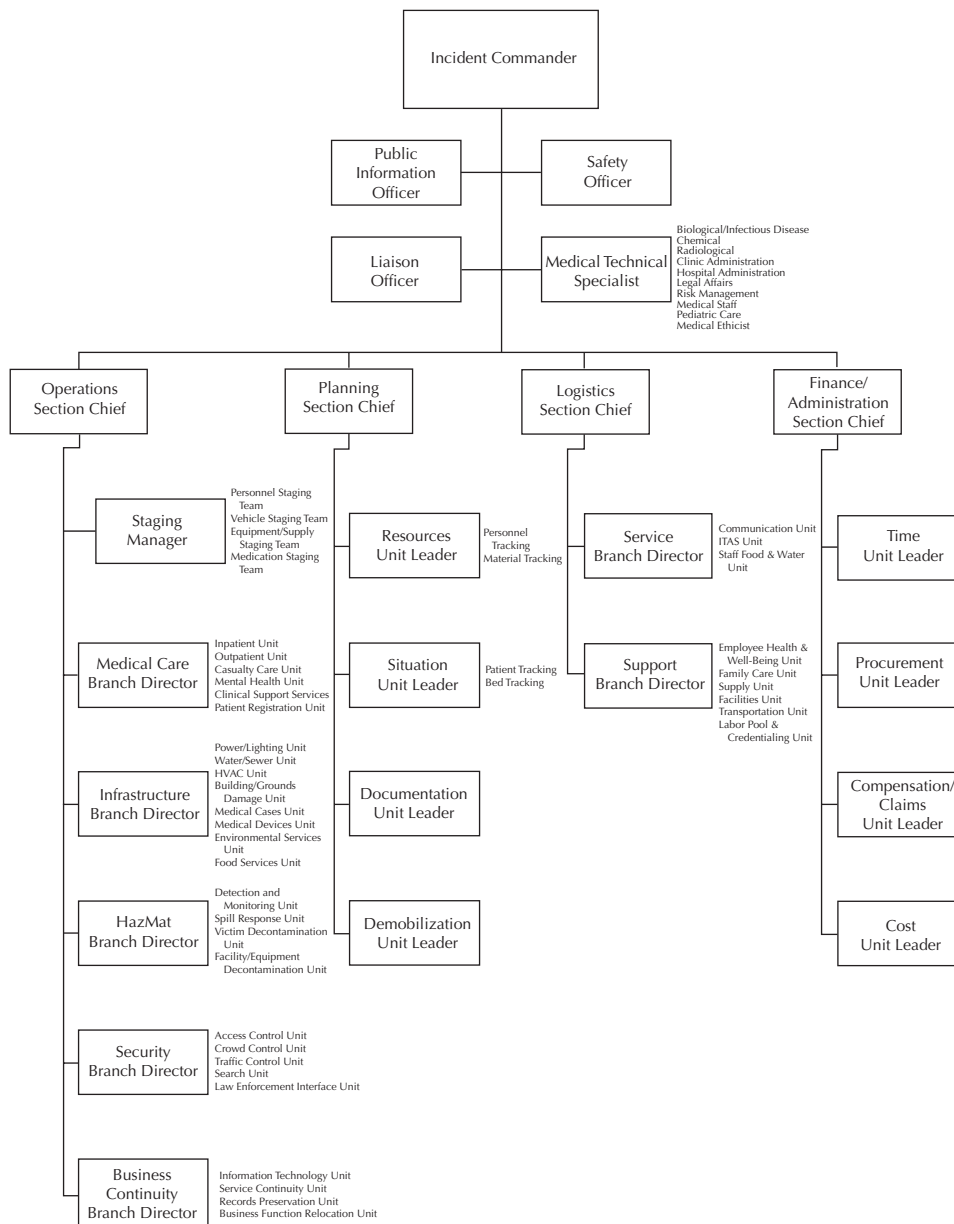 Incident Commander
Public
Information
Officer
Safety
Officer
Liaison
Officer
Medical Technical
Specialist
Biological/Infectious Disease
Chemical
Radiological
Clinic Administration
Hospital Administration
Legal Affairs
Risk Management
Medical Staff
Pediatric Care
Medical Ethicist
Operations
Section Chief
Planning
Section Chief
Logistics
Section Chief
Finance/
Administration
Section Chief
Staging
Manager
Personnel Staging
Team
Vehicle Staging Team
Equipment/Supply
Staging Team
Medication Staging
Team
Resources
Unit Leader
Personnel
Tracking
Material Tracking
Service
Branch Director
Communication Unit
ITAS Unit
Staff Food & Water
Unit
Time
Unit Leader
Medical Care
Branch Director
Inpatient Unit
Outpatient Unit
Casualty Care Unit
Mental Health Unit
Clinical Support Services
Patient Registration Unit
Situation
Unit Leader
Patient Tracking
Bed Tracking
Support
Branch Director
Employee Health &
Well-Being Unit
Family Care Unit
Supply Unit
Facilities Unit
Transportation Unit
Labor Pool &
Credentialing Unit
Procurement
Unit Leader
Infrastructure
Branch Director
Power/Lighting Unit
Water/Sewer Unit
HVAC Unit
Building/Grounds
Damage Unit
Medical Cases Unit
Medical Devices Unit
Environmental Services
Unit
Food Services Unit
Documentation
Unit Leader
Compensation/
Claims
Unit Leader
HazMat
Branch Director
Detection and
Monitoring Unit
Spill Response Unit
Victim Decontamination
Unit
Facility/Equipment
Decontamination Unit
Demobilization
Unit Leader
Cost
Unit Leader
Security
Branch Director
Access Control Unit
Crowd Control Unit
Traffic Control Unit
Search Unit
Law Enforcement Interface Unit
Business
Continuity
Branch Director
Information Technology Unit
Service Continuity Unit
Records Preservation Unit
Business Function Relocation Unit